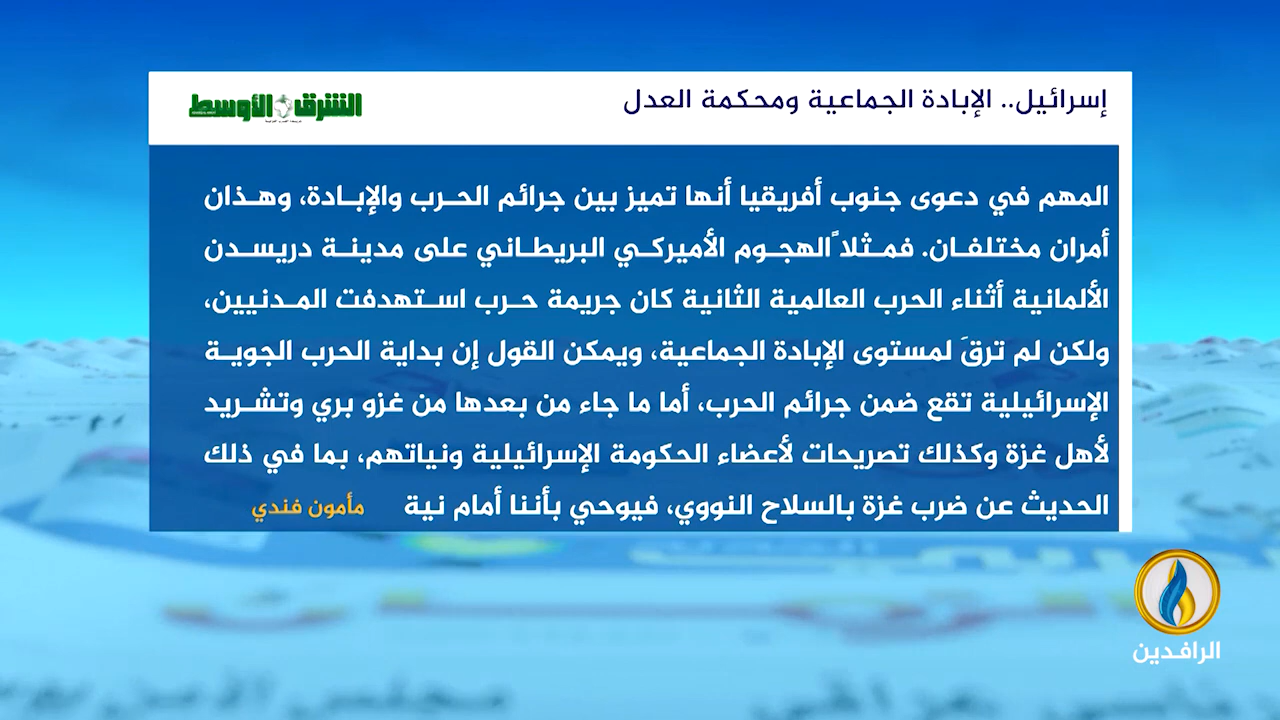 إسرائيل.. الإبادة الجماعية ومحكمة العدل
الشرق الأوسط
المهم في دعوى جنوب أفريقيا أنها تميز بين جرائم الحرب والإبادة، وهذان
أمران مختلفان. فمثلاً الهجوم الأميركي البريطاني على مدينة دريسدن
الألمانية أثناء الحرب العالمية الثانية كان جريمة حرب استهدفت المدنيين،
ولكن لم ترقَ لمستوى الإبادة الجماعية، ويمكن القول إن بداية الحرب الجوية
الإسرائيلية تقع ضمن جرائم الحرب، أما ما جاء من بعدها من غزو بري وتشريد
لأهل غزة وكذلك تصريحات لأعضاء الحكومة الإسرائيلية ونياتهم، بما في ذلك
الحديث عن ضرب غزة بالسلاح النووي، فيوحي بأننا أمام نية
مأمون فندي
الرافدين
مجلس الأمن